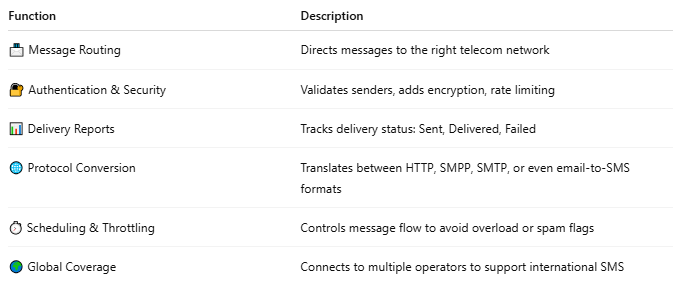 Function Description
Message Routing Directs messages to the right telecom network
Authentication & Security Validates senders, adds encryption, rate limiting
Delivery Reports Tracks delivery status: Sent, Delivered, Failed
Protocol Conversion Translates between HTTP, SMPP, SMTP, or even email-to-SMS
formats
Scheduling & Throttling Controls message flow to avoid overload or spam flags
Global Coverage Connects to multiple operators to support international SMS